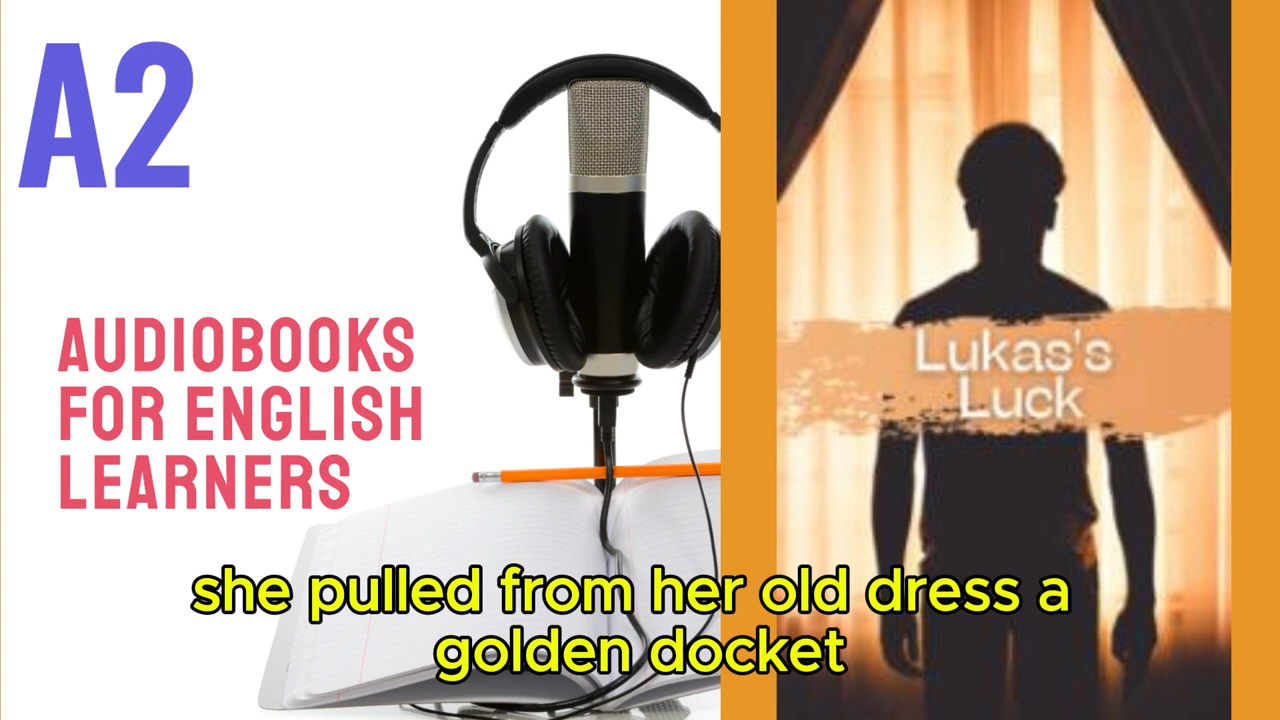 A2
AUDIOBOOKS
FOR ENGLISH
LEARNERS
Lukas's
Luck
she pulled from her old dress a
golden docket